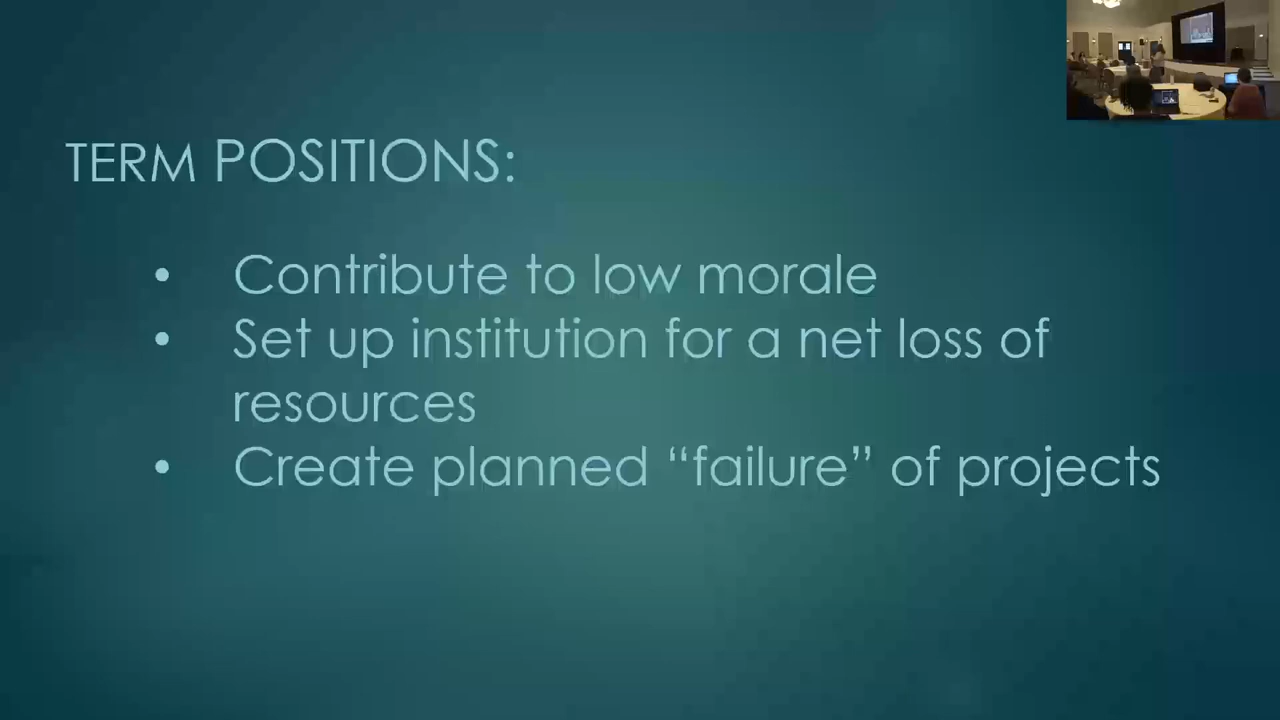 TERM POSITIONS:
• Contribute to low morale
• Set up institution for a net loss of
resources
• Create planned “failure” of projects